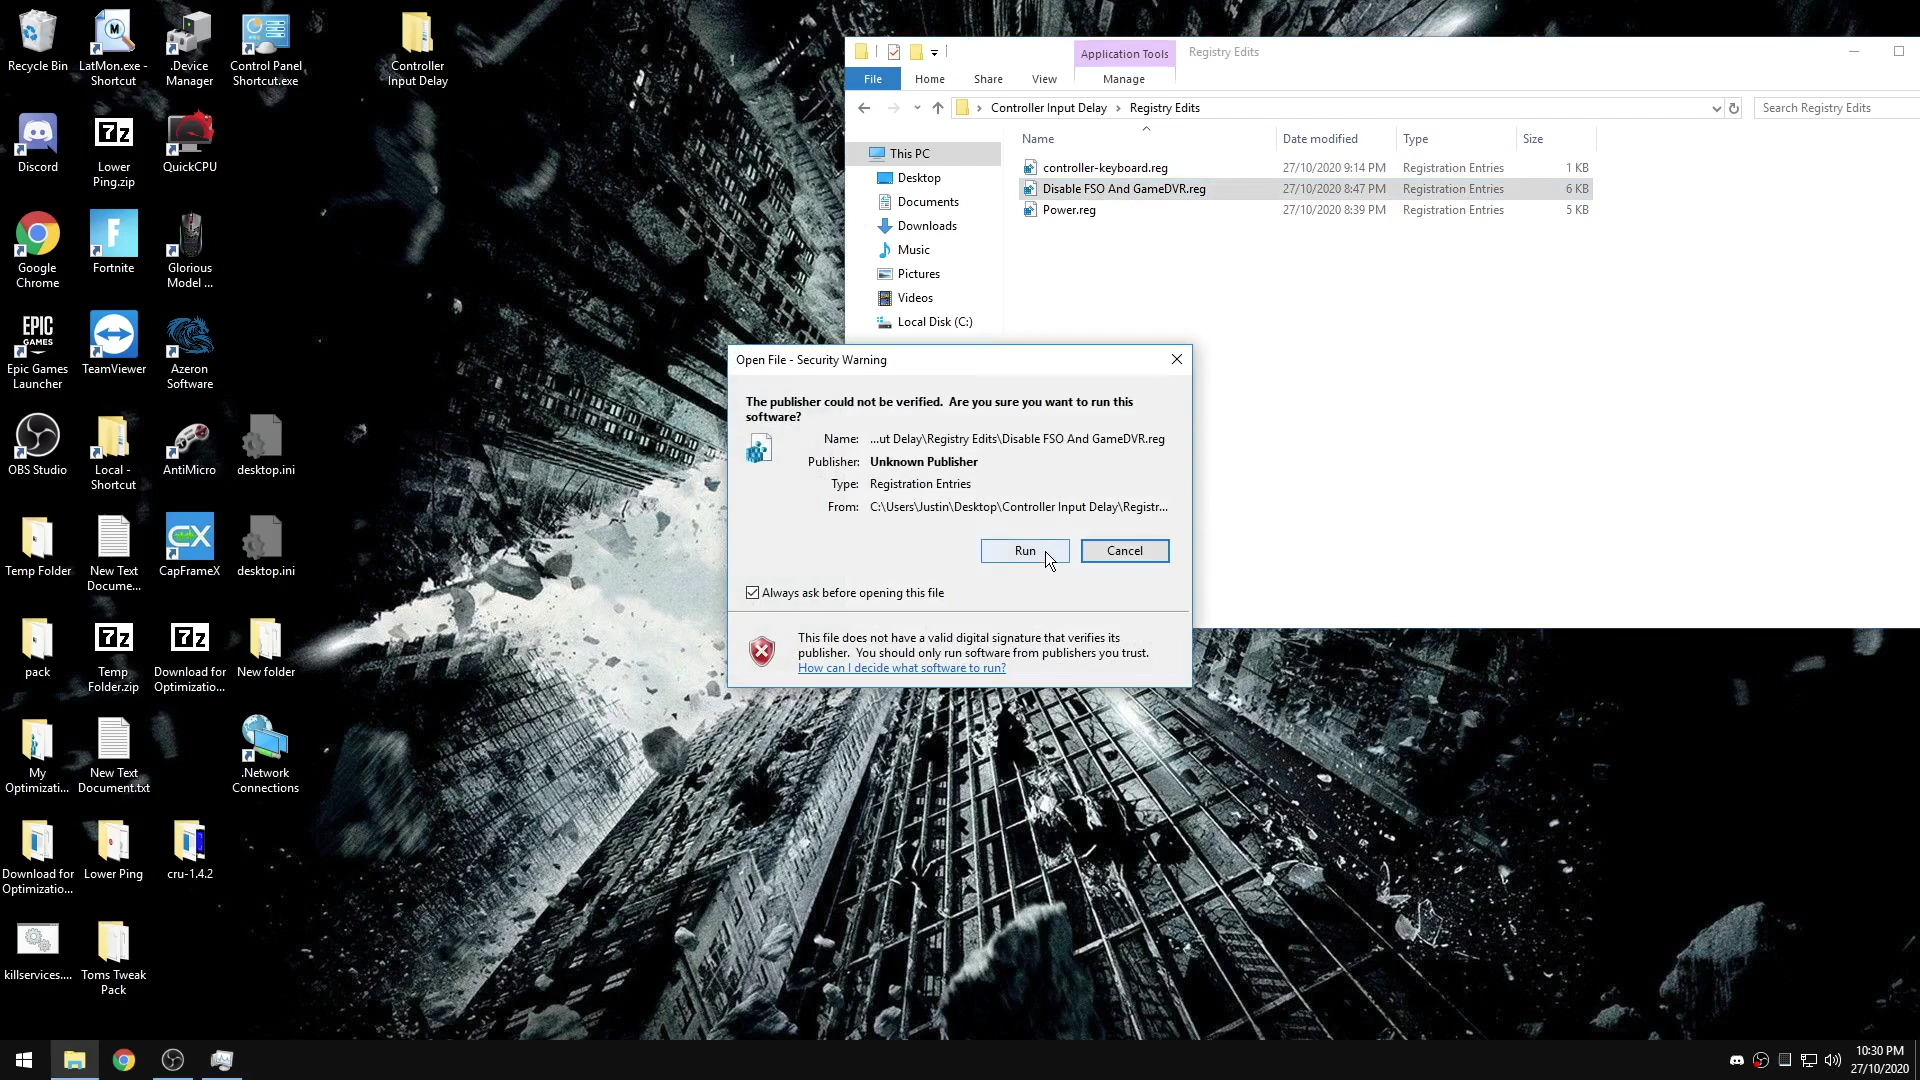 Recycle Bin
LatMon.exe -
Shortcut
.Device
Manager
Control Panel
Shortcut.exe
Controller
Input Delay
Discord
7z
Lower
Ping.zip
QuickCPU
Google
Chrome
F
Fortnite
Glorious
Model ...
EPIC
GAMES
Epic Games
Launcher
TeamViewer
Azeron
Software
OBS Studio
Local -
Shortcut
AntiMicro
desktop.ini
Temp Folder
New Text
Docume...
CX
CapFrameX
desktop.ini
pack
7z
Temp
Folder.zip
7z
Download for
Optimizatio...
New folder
My
Optimizati...
New Text
Document.txt
.Network
Connections
Download for
Optimizatio...
Lower Ping
cru-1.4.2
killservices....
Toms Tweak
Pack
Application Tools
Registry Edits
File
Home
Share
View
Manage
Controller Input Delay
Registry Edits
Search Registry Edits
This PC
Desktop
Documents
Downloads
Music
Pictures
Videos
Local Disk (C:)
Name
Date modified
Type
Size
controller-keyboard.reg 27/10/2020 9:14 PM Registration Entries 1 KB
Disable FSO And GameDVR.reg 27/10/2020 8:47 PM Registration Entries 6 KB
Power.reg 27/10/2020 8:39 PM Registration Entries 5 KB
Open File - Security Warning
The publisher could not be verified. Are you sure you want to run this
software?
Name: ...ut Delay\Registry Edits\Disable FSO And GameDVR.reg
Publisher: Unknown Publisher
Type: Registration Entries
From: C:\Users\Justin\Desktop\Controller Input Delay\Registr...
Run
Cancel
Always ask before opening this file
This file does not have a valid digital signature that verifies its
publisher. You should only run software from publishers you trust.
How can I decide what software to run?
10:30 PM
27/10/2020